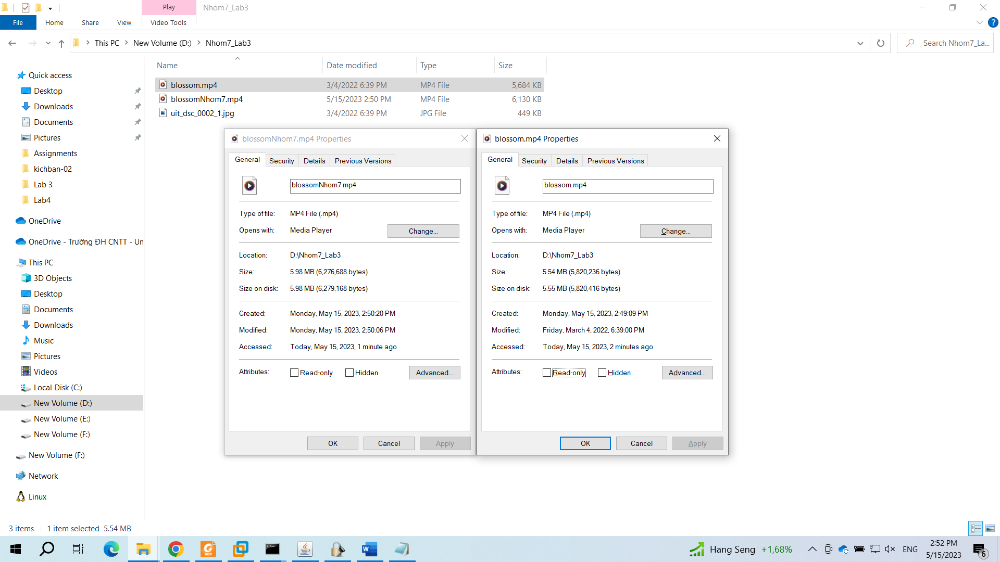 Play
Nhom7_Lab3
File
Home
Share
View
Video Tools
?
This PC
New Volume (D:)
Nhom7_Lab3
Search Nhom7_La...
Name
Date modified
Type
Size
blossom.mp4
3/4/2022 6:39 PM
MP4 File
5,684 KB
blossomNhom7.mp4
5/15/2023 2:50 PM
MP4 File
6,130 KB
uit_dsc_0002_1.jpg
3/4/2022 6:39 PM
JPG File
449 KB
Quick access
Desktop
Downloads
Documents
Pictures
Assignments
kichban-02
Lab 3
Lab4
OneDrive
OneDrive - Trường ĐH CNTT - Un
This PC
3D Objects
Desktop
Documents
Downloads
Music
Pictures
Videos
Local Disk (C:)
New Volume (D:)
New Volume (E:)
New Volume (F:)
New Volume (F:)
Network
Linux
blossomNhom7.mp4 Properties
General
Security
Details
Previous Versions
blossomNhom7.mp4
Type of file:
MP4 File (.mp4)
Opens with:
Media Player
Change...
Location:
D:\Nhom7_Lab3
Size:
5.98 MB (6,276,688 bytes)
Size on disk:
5.98 MB (6,279,168 bytes)
Created:
Monday, May 15, 2023, 2:50:20 PM
Modified:
Monday, May 15, 2023, 2:50:06 PM
Accessed:
Today, May 15, 2023, 1 minute ago
Attributes:
Read-only
Hidden
Advanced...
OK
Cancel
Apply
blossom.mp4 Properties
General
Security
Details
Previous Versions
blossom.mp4
Type of file:
MP4 File (.mp4)
Opens with:
Media Player
Change...
Location:
D:\Nhom7_Lab3
Size:
5.54 MB (5,820,236 bytes)
Size on disk:
5.55 MB (5,820,416 bytes)
Created:
Monday, May 15, 2023, 2:49:09 PM
Modified:
Friday, March 4, 2022, 6:39:00 PM
Accessed:
Today, May 15, 2023, 2 minutes ago
Attributes:
Read-only
Hidden
Advanced...
OK
Cancel
Apply
3 items
1 item selected 5.54 MB
PDF
W
Hang Seng +1,68%
ENG
2:52 PM
5/15/2023
6